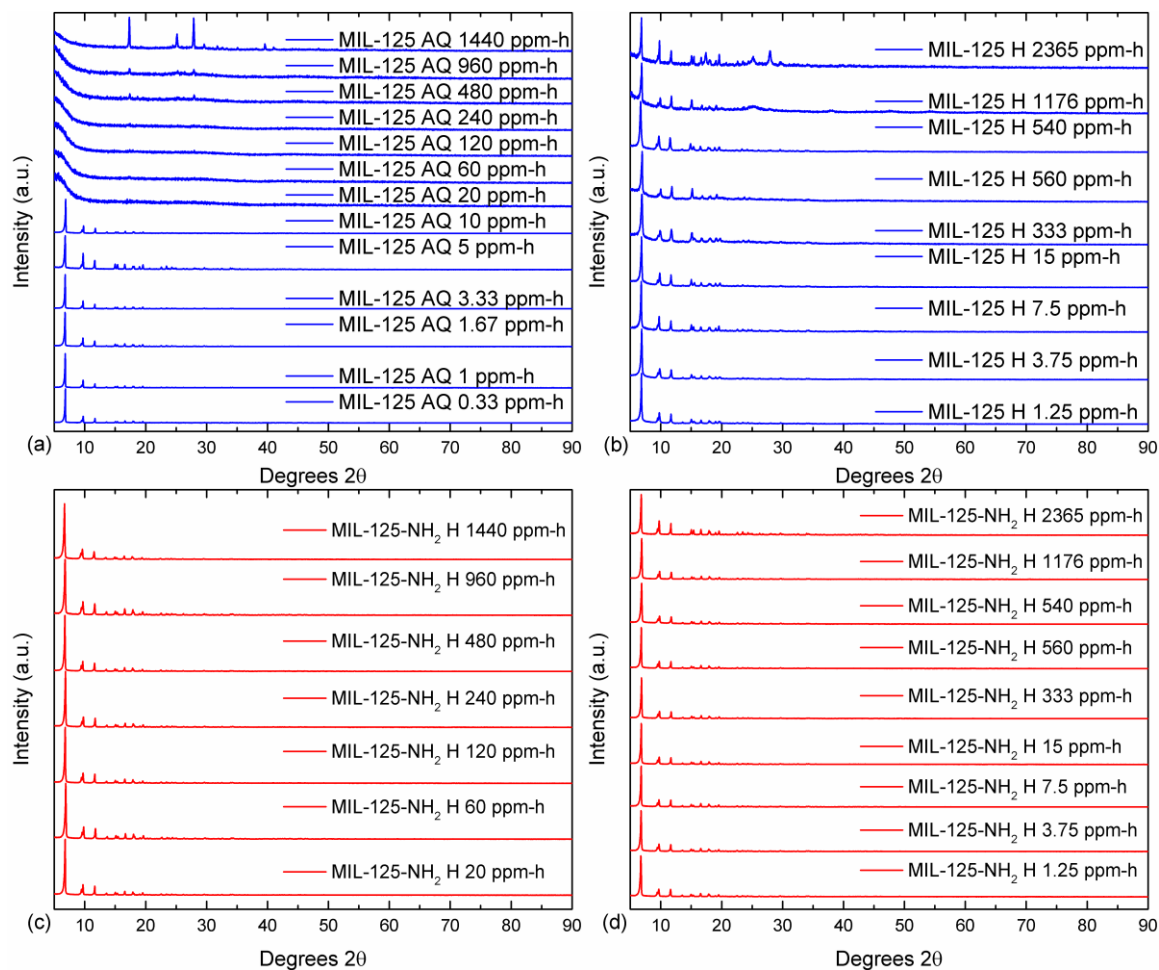 MIL-125 AQ 1440 ppm-h
MIL-125 AQ 960 ppm-h
MIL-125 AQ 480 ppm-h
MIL-125 AQ 240 ppm-h
MIL-125 AQ 120 ppm-h
MIL-125 AQ 60 ppm-h
MIL-125 AQ 20 ppm-h
MIL-125 AQ 10 ppm-h
MIL-125 AQ 5 ppm-h
MIL-125 AQ 3.33 ppm-h
MIL-125 AQ 1.67 ppm-h
MIL-125 AQ 1 ppm-h
MIL-125 AQ 0.33 ppm-h
Intensity (a.u.)
(a)
10 20 30 40 50 60 70 80 90
Degrees 2θ
MIL-125 H 2365 ppm-h
MIL-125 H 1176 ppm-h
MIL-125 H 540 ppm-h
MIL-125 H 560 ppm-h
MIL-125 H 333 ppm-h
MIL-125 H 15 ppm-h
MIL-125 H 7.5 ppm-h
MIL-125 H 3.75 ppm-h
MIL-125 H 1.25 ppm-h
Intensity (a.u.)
(b)
10 20 30 40 50 60 70 80 90
Degrees 2θ
MIL-125-NH₂ H 1440 ppm-h
MIL-125-NH₂ H 960 ppm-h
MIL-125-NH₂ H 480 ppm-h
MIL-125-NH₂ H 240 ppm-h
MIL-125-NH₂ H 120 ppm-h
MIL-125-NH₂ H 60 ppm-h
MIL-125-NH₂ H 20 ppm-h
Intensity (a.u.)
(c)
10 20 30 40 50 60 70 80 90
Degrees 2θ
MIL-125-NH₂ H 2365 ppm-h
MIL-125-NH₂ H 1176 ppm-h
MIL-125-NH₂ H 540 ppm-h
MIL-125-NH₂ H 560 ppm-h
MIL-125-NH₂ H 333 ppm-h
MIL-125-NH₂ H 15 ppm-h
MIL-125-NH₂ H 7.5 ppm-h
MIL-125-NH₂ H 3.75 ppm-h
MIL-125-NH₂ H 1.25 ppm-h
Intensity (a.u.)
(d)
10 20 30 40 50 60 70 80 90
Degrees 2θ